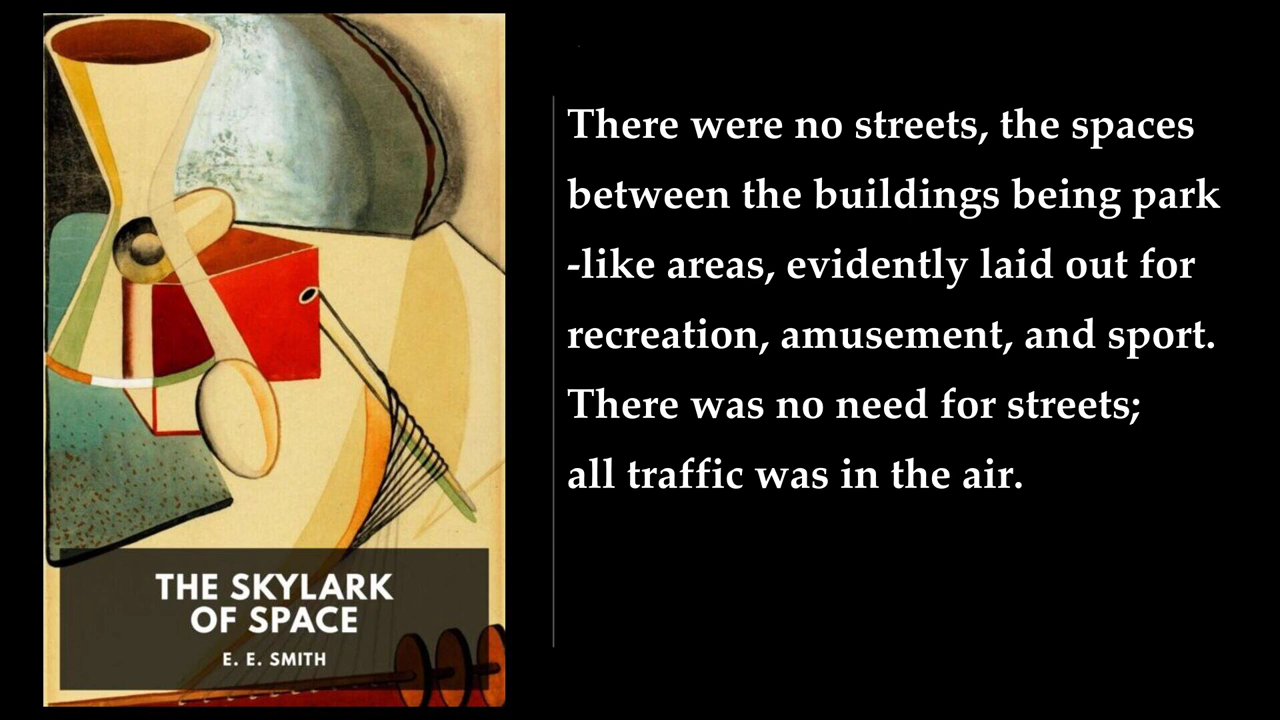 There were no streets, the spaces
between the buildings being park
-like areas, evidently laid out for
recreation, amusement, and sport.
There was no need for streets;
all traffic was in the air.
THE SKYLARK
OF SPACE
E. E. SMITH